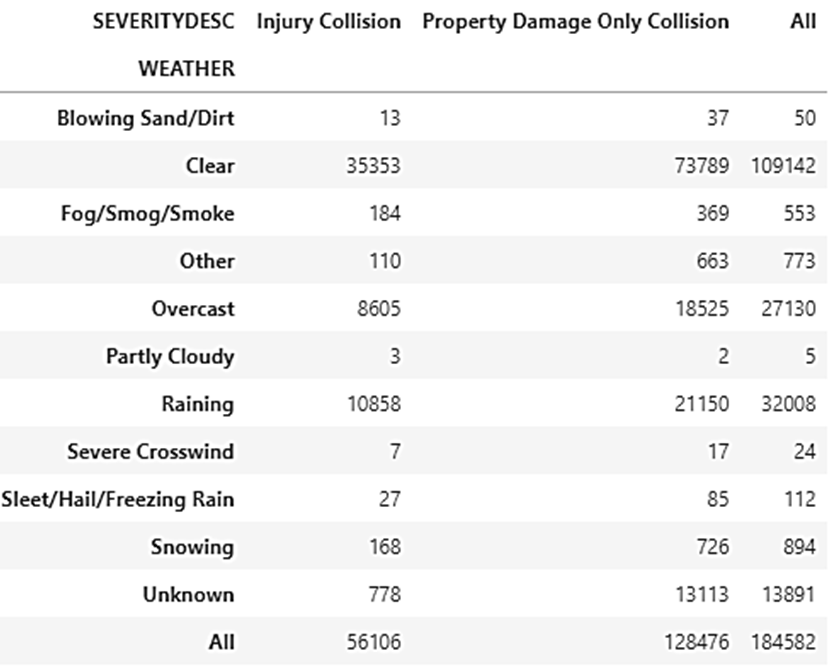 SEVERITYDESC Injury Collision Property Damage Only Collision All
WEATHER
Blowing Sand/Dirt 13 37 50
Clear 35353 73789 109142
Fog/Smog/Smoke 184 369 553
Other 110 663 773
Overcast 8605 18525 27130
Partly Cloudy 3 2 5
Raining 10858 21150 32008
Severe Crosswind 7 17 24
Sleet/Hail/Freezing Rain 27 85 112
Snowing 168 726 894
Unknown 778 13113 13891
All 56106 128476 184582